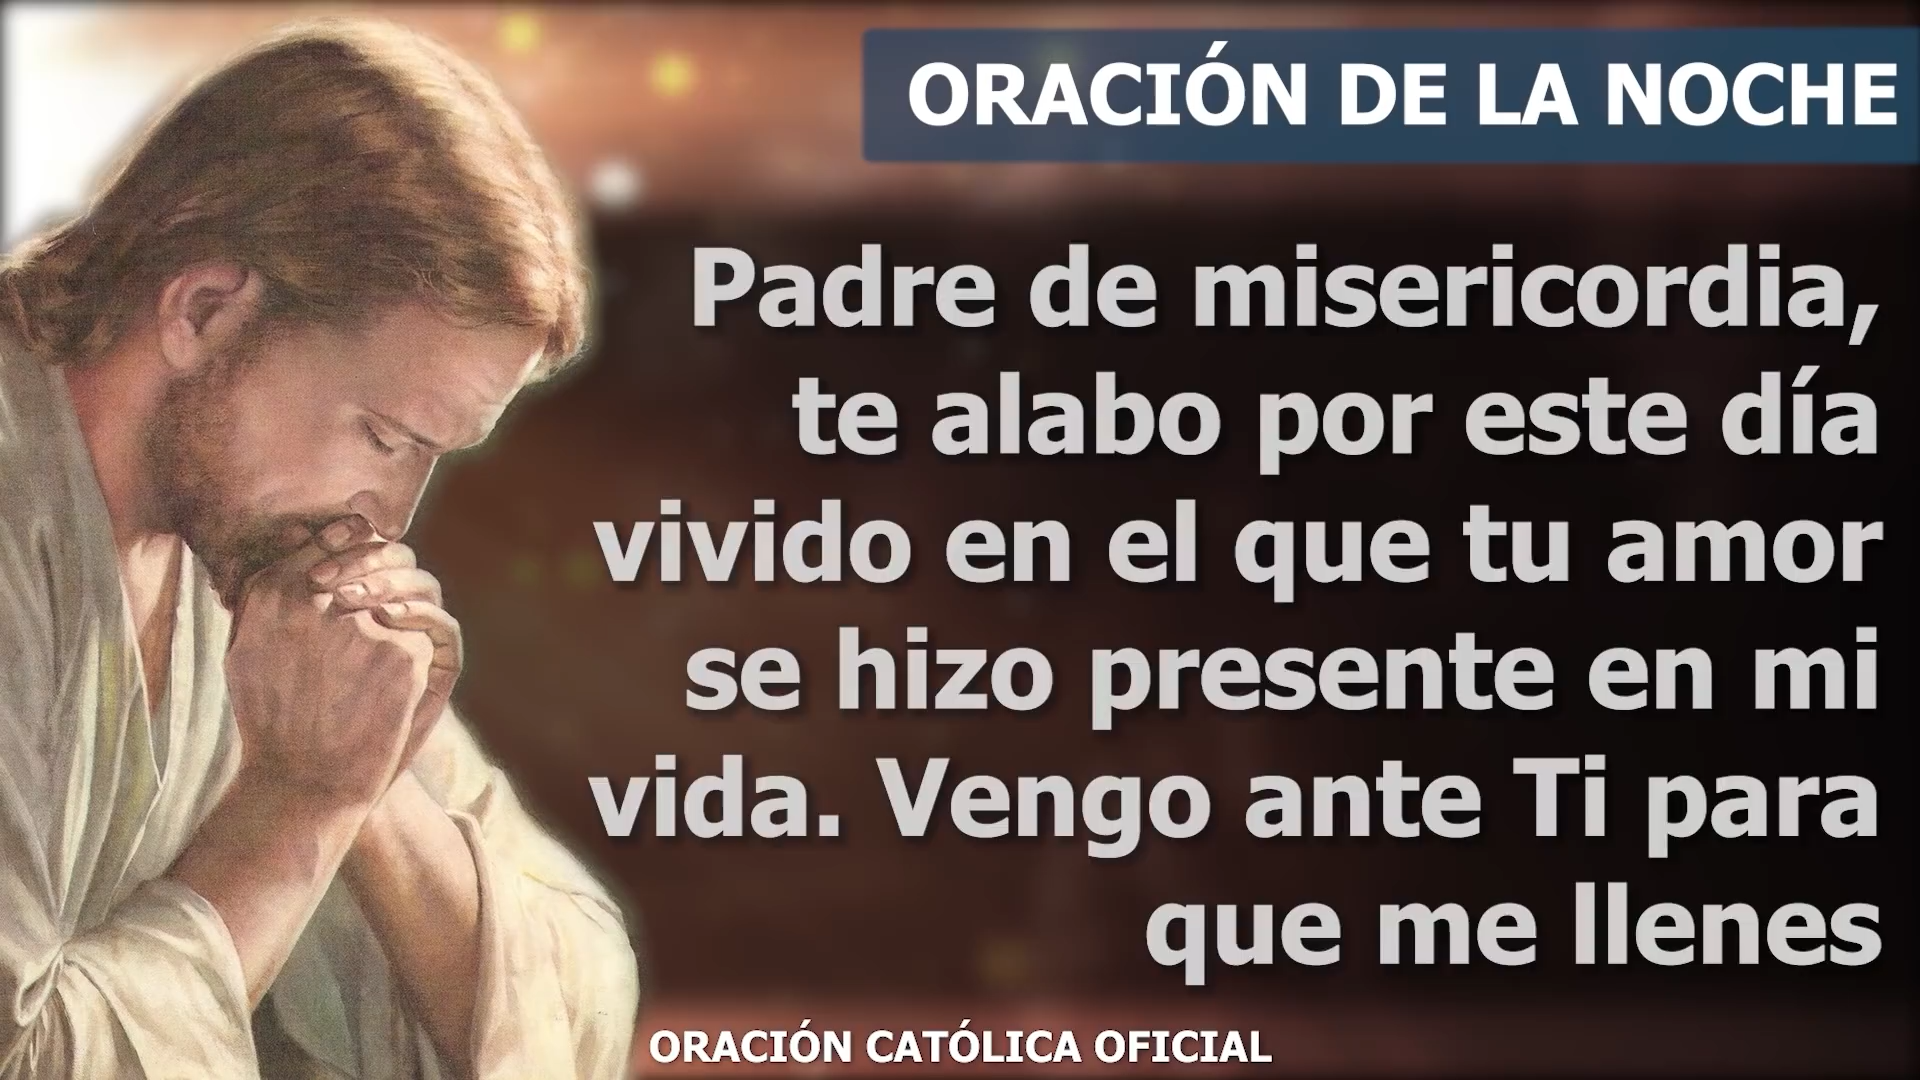 ORACIÓN DE LA NOCHE
Padre de misericordia,
te alabo por este día
vivido en el que tu amor
se hizo presente en mi
vida. Vengo ante Ti para
que me llenes
ORACIÓN CATÓLICA OFICIAL